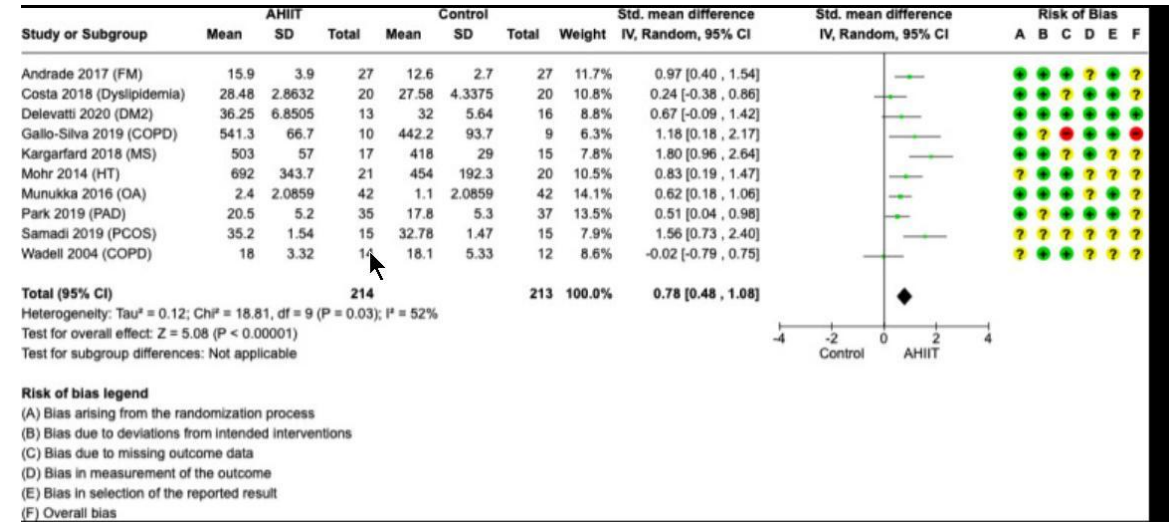 AHIIT Control Std. mean difference Std. mean difference Risk of Bias
Study or Subgroup Mean SD Total Mean SD Total Weight IV, Random, 95% CI IV, Random, 95% CI A B C D E F
Andrade 2017 (FM) 15.9 3.9 27 12.6 2.7 27 11.7% 0.97 [0.40 , 1.54] + + + ? + ?
Costa 2018 (Dyslipidemia) 28.48 2.8632 20 27.58 4.3375 20 10.8% 0.24 [-0.38 , 0.86] + + ? + + ?
Delevatti 2020 (DM2) 36.25 6.8505 13 32 5.64 16 8.8% 0.67 [-0.09 , 1.42] + + + + + +
Gallo-Silva 2019 (COPD) 541.3 66.7 10 442.2 93.7 9 6.3% 1.18 [0.18 , 2.17] + ? − + + −
Kargarfard 2018 (MS) 503 57 17 418 29 15 7.8% 1.80 [0.96 , 2.64] + + ? + ? ?
Mohr 2014 (HT) 692 343.7 21 454 192.3 20 10.5% 0.83 [0.19 , 1.47] ? + + + ? ?
Munukka 2016 (OA) 2.4 2.0859 42 1.1 2.0859 42 14.1% 0.62 [0.18 , 1.06] + + + ? + ?
Park 2019 (PAD) 20.5 5.2 35 17.8 5.3 37 13.5% 0.51 [0.04 , 0.98] + ? + + + ?
Samadi 2019 (PCOS) 35.2 1.54 15 32.78 1.47 15 7.9% 1.56 [0.73 , 2.40] ? ? ? ? ? ?
Wadell 2004 (COPD) 18 3.32 14 18.1 5.33 12 8.6% -0.02 [-0.79 , 0.75] ? + + ? ? ?
Total (95% CI) 214 213 100.0% 0.78 [0.48 , 1.08]
Heterogeneity: Tau² = 0.12; Chi² = 18.81, df = 9 (P = 0.03); I² = 52%
Test for overall effect: Z = 5.08 (P < 0.00001)
Test for subgroup differences: Not applicable
-4 -2 0 2 4
Control AHIIT
Risk of bias legend
(A) Bias arising from the randomization process
(B) Bias due to deviations from intended interventions
(C) Bias due to missing outcome data
(D) Bias in measurement of the outcome
(E) Bias in selection of the reported result
(F) Overall bias